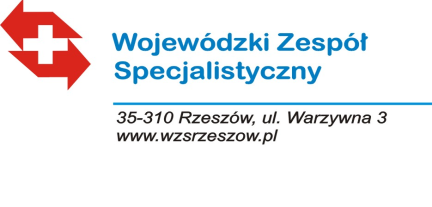 Wojewódzki Zespół
Specjalistyczny
35-310 Rzeszów, ul. Warzywna 3
www.wzsrzeszow.pl